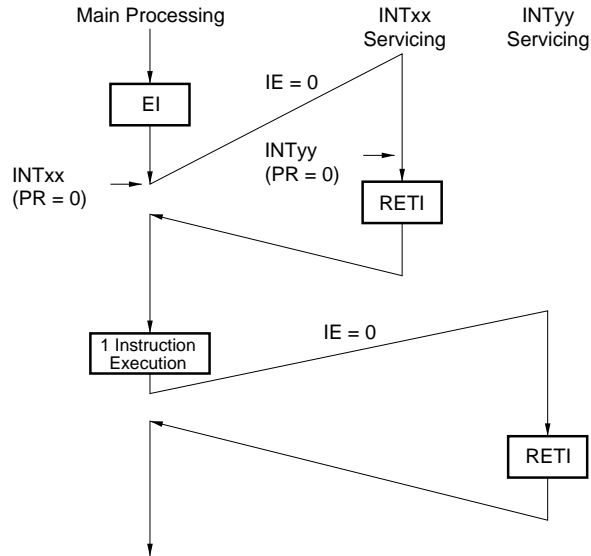 Main Processing
INTxx
Servicing
INTyy
Servicing
EI
IE = 0
INTxx
(PR = 0)
INTyy
(PR = 0)
RETI
1 Instruction
Execution
IE = 0
RETI